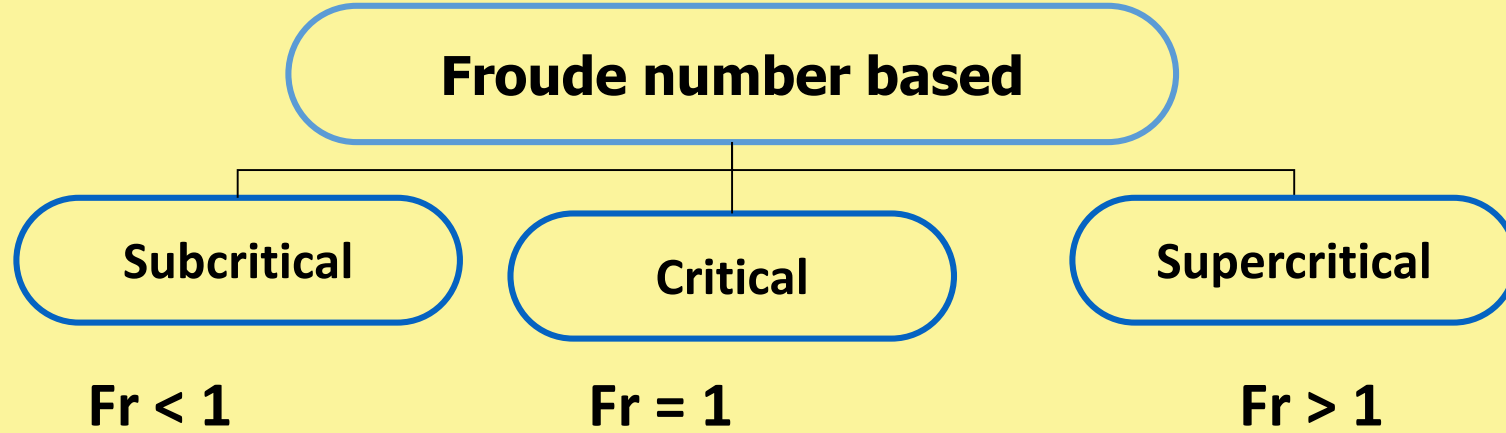 Froude number based
Subcritical
Critical
Supercritical
Fr < 1
Fr = 1
Fr > 1